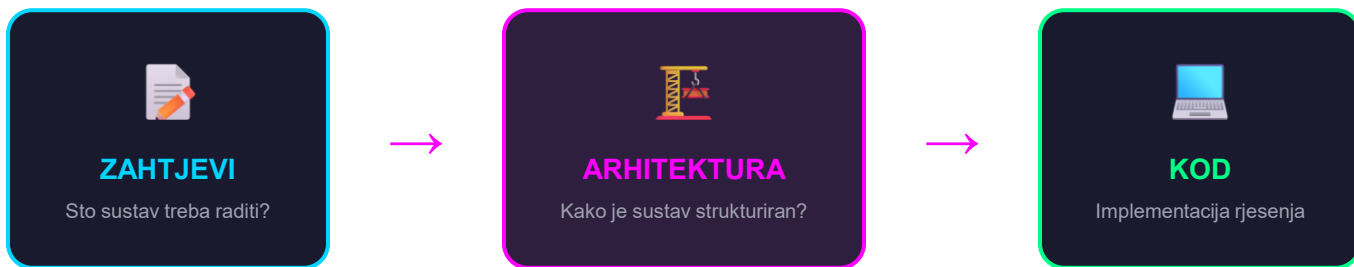 ZAHTJEVI
Sto sustav treba raditi?
→
ARHITEKTURA
Kako je sustav strukturiran?
→
KOD
Implementacija rjesenja